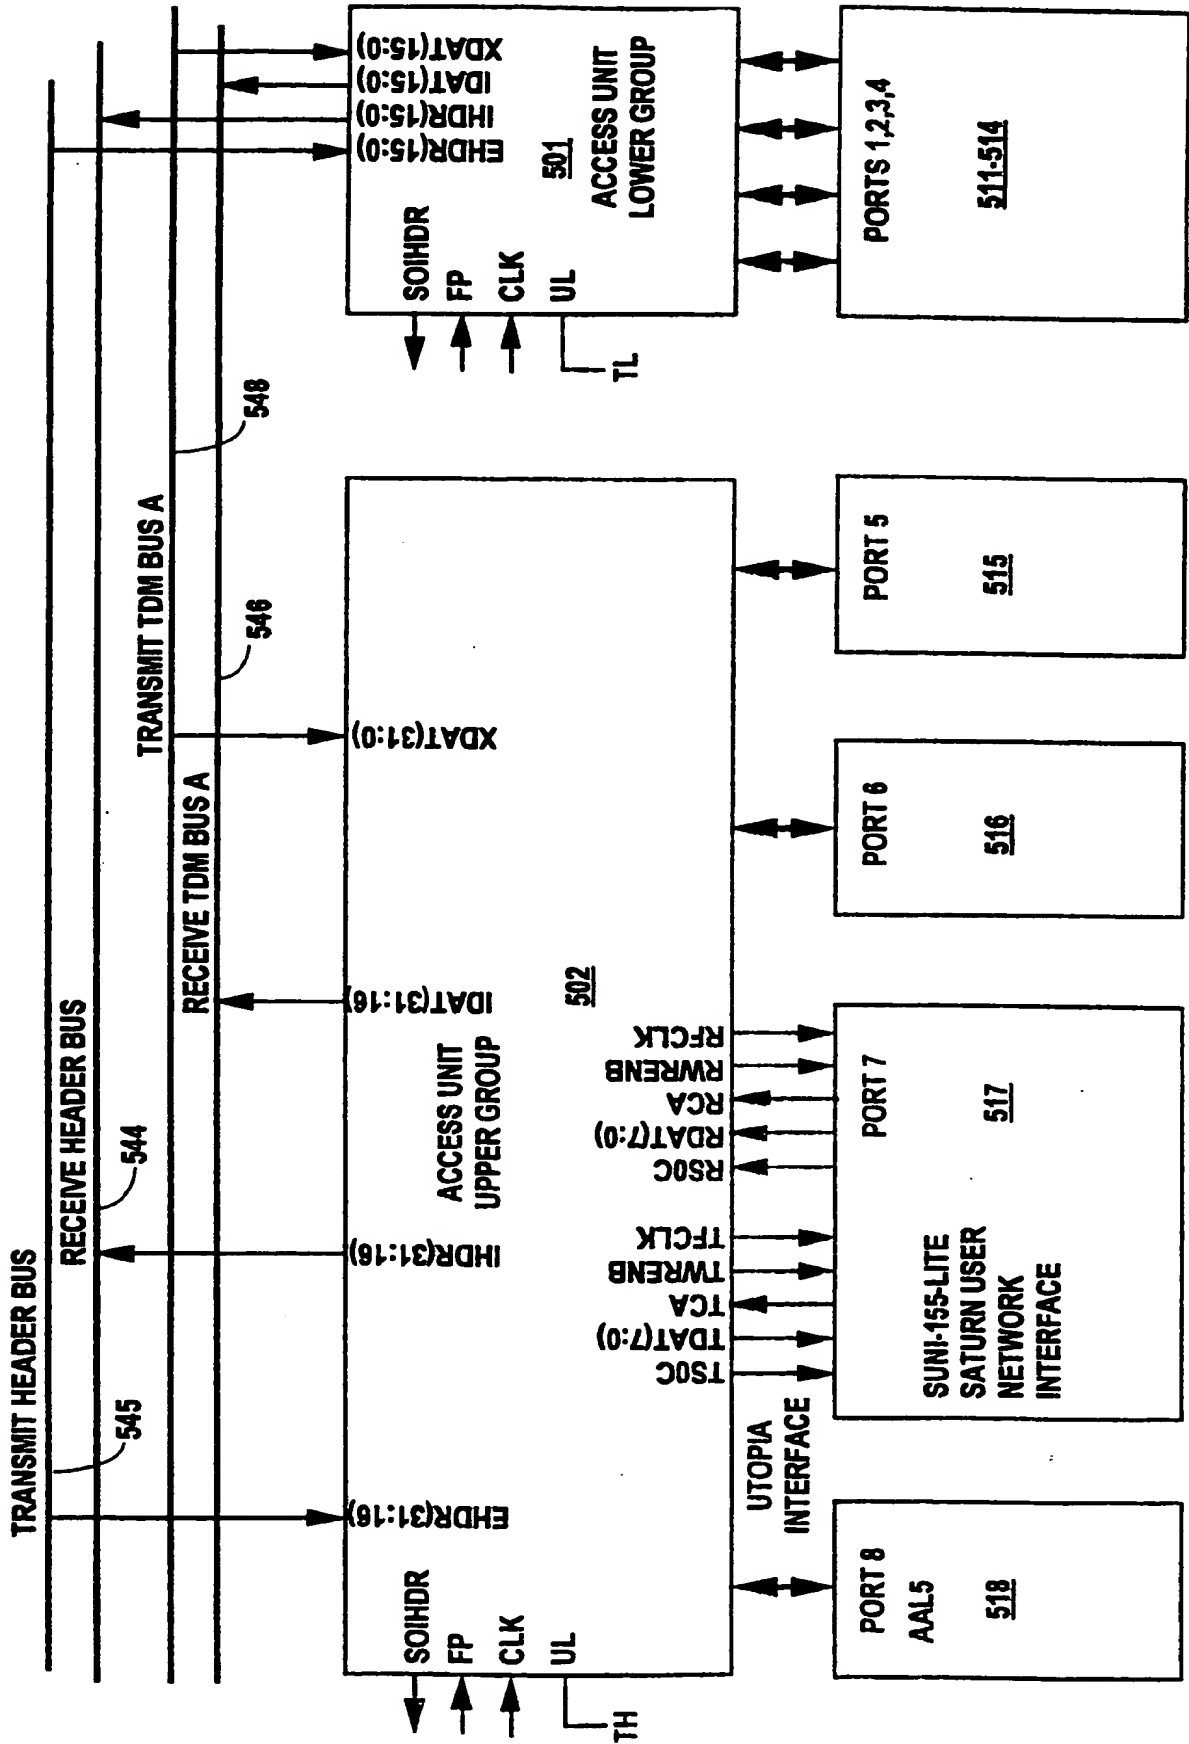 TRANSMIT HEADER BUS
545
RECEIVE HEADER BUS
544
TRANSMIT TDM BUS A
548
RECEIVE TDM BUS A
546
SOIHDR
FP
CLK
UL
TH
EHDR(31:16)
IHDR(31:16)
IDAT(31:16)
XDAT(31:0)
ACCESS UNIT
UPPER GROUP
502
TSOC
TDAT(7:0)
TCA
TWRENB
TFCLK
RSOC
RDAT(7:0)
RCA
RWRENB
RFCLK
UTOPIA
INTERFACE
SOIHDR
FP
CLK
UL
TL
EHDR(15:0)
IHDR(15:0)
IDAT(15:0)
XDAT(15:0)
501
ACCESS UNIT
LOWER GROUP
PORT 8
AAL5
518
PORT 7
517
SUNI-155-LITE
SATURN USER
NETWORK
INTERFACE
PORT 6
516
PORT 5
515
PORTS 1,2,3,4
511-514